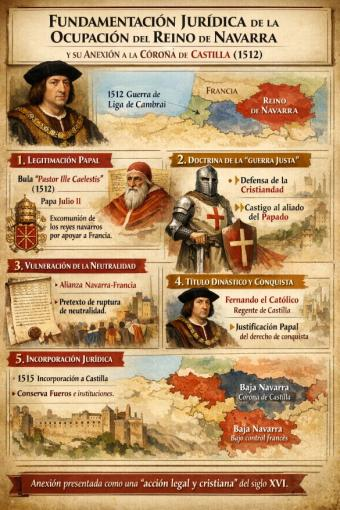 Fundamentación Jurídica de la
Ocupación del Reino de Navarra
y su Anexión a la Corona de Castilla (1512)
1512 Guerra de
Liga de Cambrai
Francia
Reino
de Navarra
1. Legitimación Papal
Bula "Pastor Ille Caelestis"
(1512)
Papa Julio II
Excomunión de
los reyes navarros
por apoyar a Francia.
2. Doctrina de la "Guerra Justa"
Defensa de la
Cristiandad
Castigo al aliado
del Papado
3. Vulneración de la Neutralidad
Alianza Navarra-Francia
Pretexto de ruptura
de neutralidad.
4. Título Dinástico y Conquista
Fernando el Católico
Regente de Castilla
Justificación Papal
del derecho de conquista
5. Incorporación Jurídica
1515 Incorporación a Castilla
Conserva Fueros e instituciones.
Baja Navarra
Corona de Castilla
Baja Navarra
Bajo control francés
Anexión presentada como una "acción legal y cristiana" del siglo XVI.